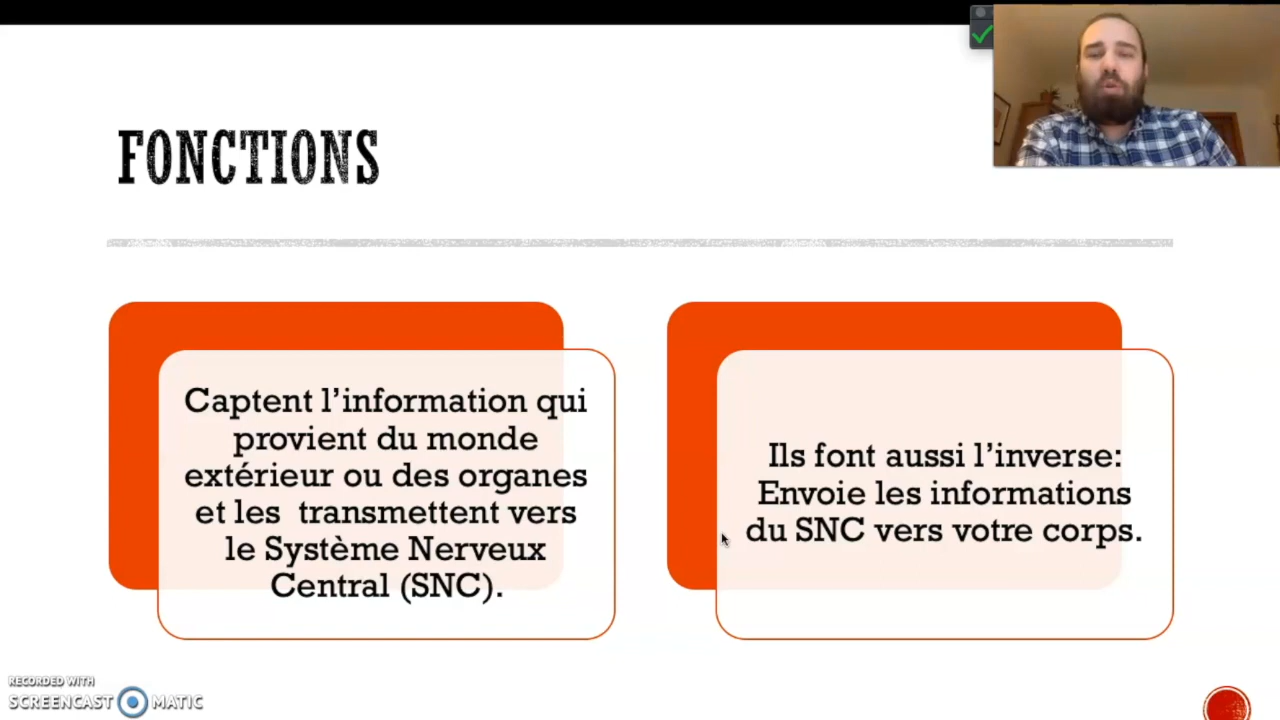 FONCTIONS
Captent l’information qui
provient du monde
extérieur ou des organes
et les  transmettent vers
le Système Nerveux
Central (SNC).
Ils font aussi l’inverse:
Envoie les informations
du SNC vers votre corps.
RECORDED WITH
SCREENCAST MATIC